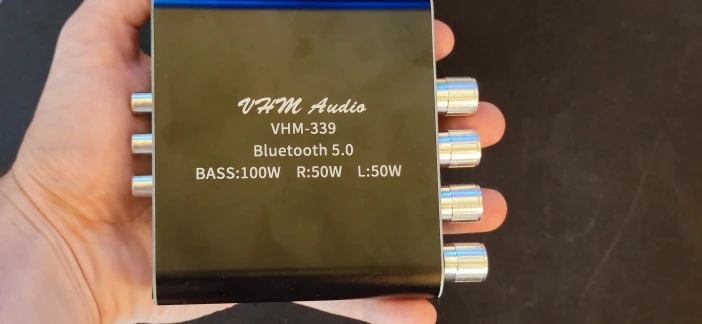 VHM Audio
VHM-339
Bluetooth 5.0
BASS:100W R:50W L:50W